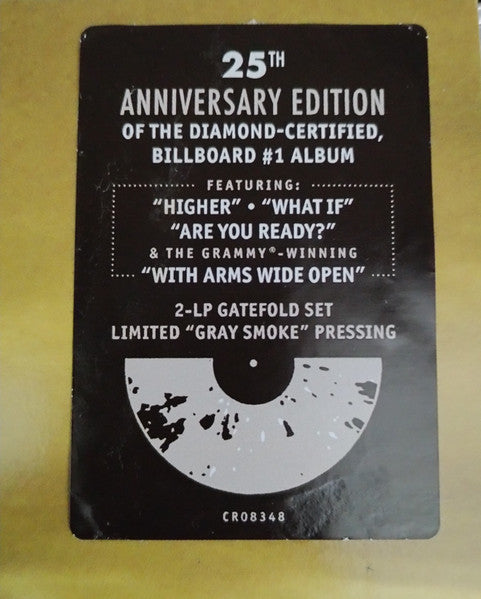 25TH
ANNIVERSARY EDITION
OF THE DIAMOND-CERTIFIED,
BILLBOARD #1 ALBUM
FEATURING:
“HIGHER” • “WHAT IF”
“ARE YOU READY?”
& THE GRAMMY®-WINNING
“WITH ARMS WIDE OPEN”
2-LP GATEFOLD SET
LIMITED “GRAY SMOKE” PRESSING
CR08348